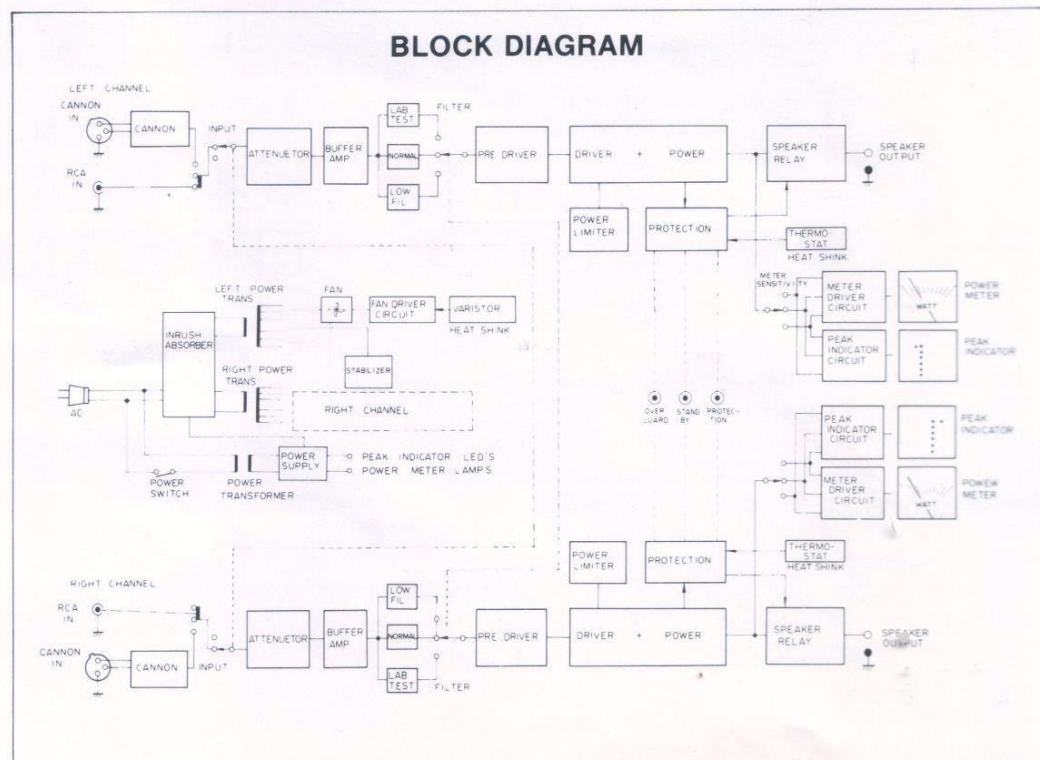 BLOCK DIAGRAM
LEFT CHANNEL
CANNON
IN
CANNON
INPUT
RCA
IN
ATTENUETOR
BUFFER
AMP
LAB
TEST
FILTER
NORMAL
LOW
FIL
PRE DRIVER
DRIVER + POWER
SPEAKER
RELAY
SPEAKER
OUTPUT
POWER
LIMITER
PROTECTION
THERMO-
STAT
HEAT SHINK
METER
SENSITIVITY
METER
DRIVER
CIRCUIT
WATT
POWER
METER
PEAK
INDICATOR
CIRCUIT
PEAK
INDICATOR
LEFT POWER
TRANS
FAN
FAN DRIVER
CIRCUIT
VARISTOR
HEAT SHINK
INRUSH
ABSORBER
STABILIZER
RIGHT POWER
TRANS
RIGHT CHANNEL
AC
POWER
SWITCH
POWER
TRANSFORMER
POWER
SUPPLY
PEAK INDICATOR LED'S
POWER METER LAMPS
OVER
LOARD
STAND
BY
PROTEC-
TION
PEAK
INDICATOR
CIRCUIT
PEAK
INDICATOR
METER
DRIVER
CIRCUIT
WATT
POWEW
METER
POWER
LIMITER
PROTECTION
THERMO-
STAT
HEAT SHINK
RIGHT CHANNEL
RCA
IN
CANNON
IN
CANNON
INPUT
ATTENUETOR
BUFFER
AMP
LOW
FIL
NORMAL
LAB
TEST
FILTER
PRE DRIVER
DRIVER + POWER
SPEAKER
RELAY
SPEAKER
OUTPUT